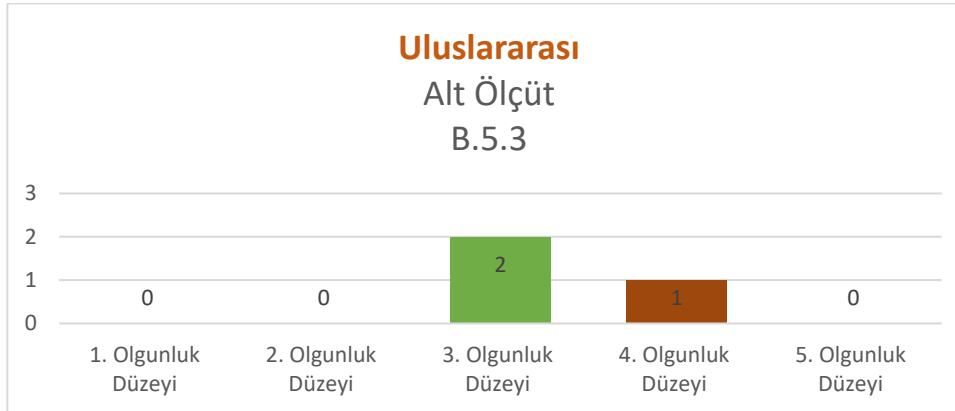 Uluslararası
Alt Ölçüt
B.5.3
3
2
1
0
0
0
2
1
0
1. Olgunluk
Düzeyi
2. Olgunluk
Düzeyi
3. Olgunluk
Düzeyi
4. Olgunluk
Düzeyi
5. Olgunluk
Düzeyi